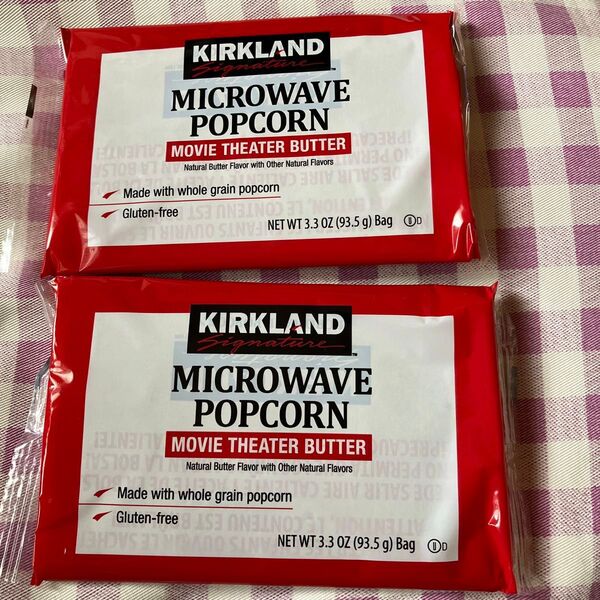 KIRKLAND
Signature
MICROWAVE
POPCORN
MOVIE THEATER BUTTER
Natural Butter Flavor with Other Natural Flavors
Made with whole grain popcorn
Gluten-free
NET WT 3.3 OZ (93.5 g) Bag Ⓤ D
KIRKLAND
Signature™
MICROWAVE
POPCORN
MOVIE THEATER BUTTER
Natural Butter Flavor with Other Natural Flavors
Made with whole grain popcorn
Gluten-free
NET WT 3.3 OZ (93.5 g) Bag Ⓤ D